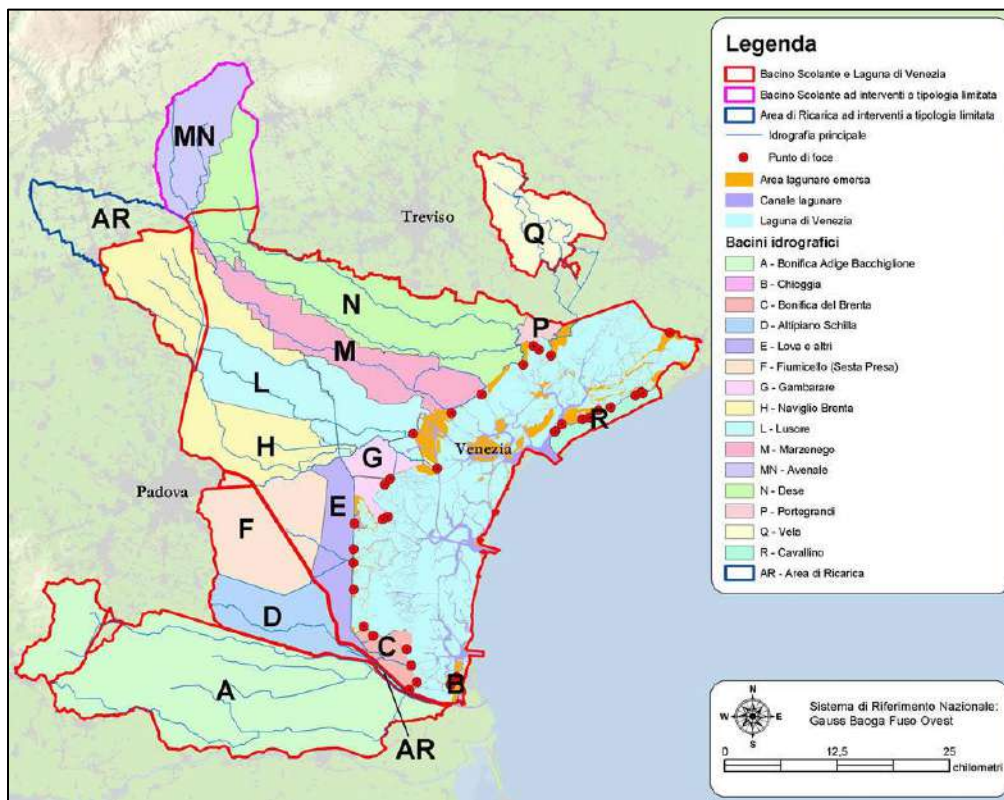 MN
AR
Treviso
Q
N
P
M
L
R
Venezia
H
G
Padova
E
F
D
C
B
A
AR
Legenda
Bacino Scolante e Laguna di Venezia
Bacino Scolante ad interventi a tipologia limitata
Area di Ricarica ad interventi a tipologia limitata
Idrografia principale
Punto di foce
Area lagunare emersa
Canale lagunare
Laguna di Venezia
Bacini idrografici
A - Bonifica Adige Bacchiglione
B - Chioggia
C - Bonifica del Brenta
D - Altipiano Schilla
E - Lova e altri
F - Fiumicello (Sesta Presa)
G - Gambarare
H - Naviglio Brenta
L - Lusore
M - Marzenego
MN - Avenale
N - Dese
P - Portegrandi
Q - Vela
R - Cavallino
AR - Area di Ricarica
N
W E
S
Sistema di Riferimento Nazionale:
Gauss Baoga Fuso Ovest
0 12,5 25
chilometri